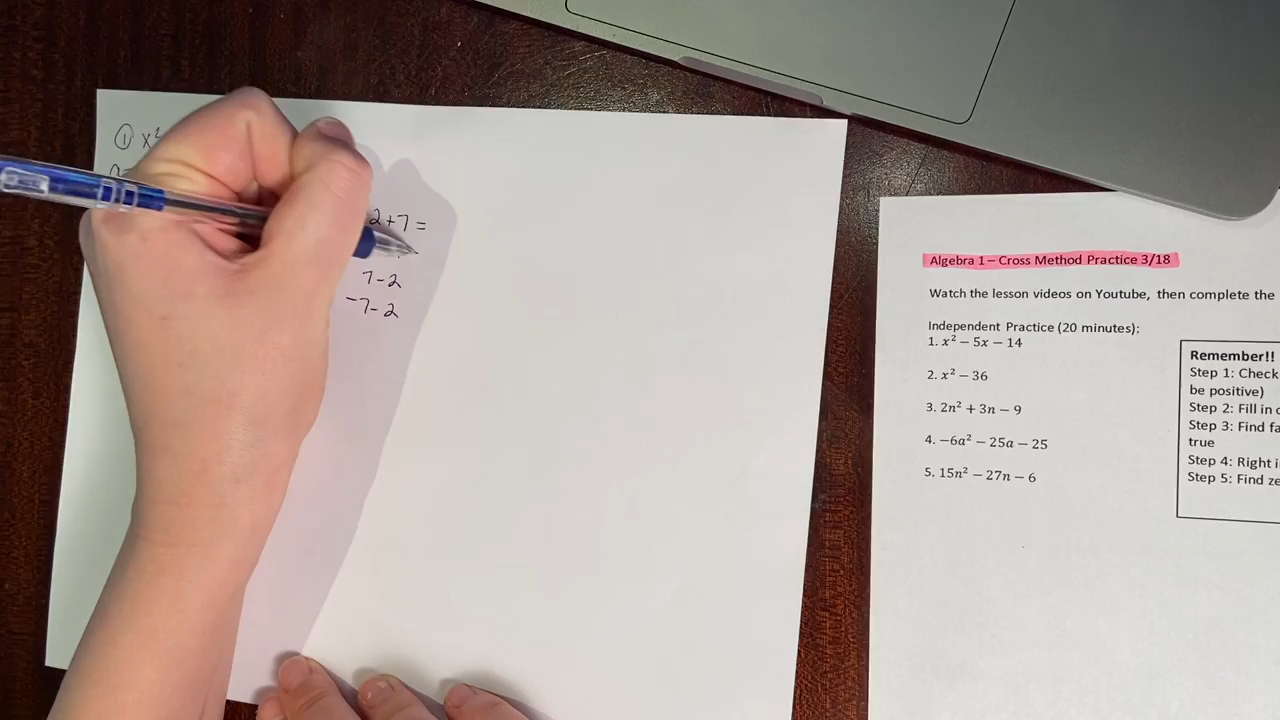 ① x²
2+7=
7-2
-7-2
Algebra 1 – Cross Method Practice 3/18
Watch the lesson videos on Youtube, then complete the
Independent Practice (20 minutes):
1. x² − 5x − 14
2. x² − 36
3. 2n² + 3n − 9
4. −6a² − 25a − 25
5. 15n² − 27n − 6
Remember!!
Step 1: Check
be positive)
Step 2: Fill in
Step 3: Find
true
Step 4: Right
Step 5: Find